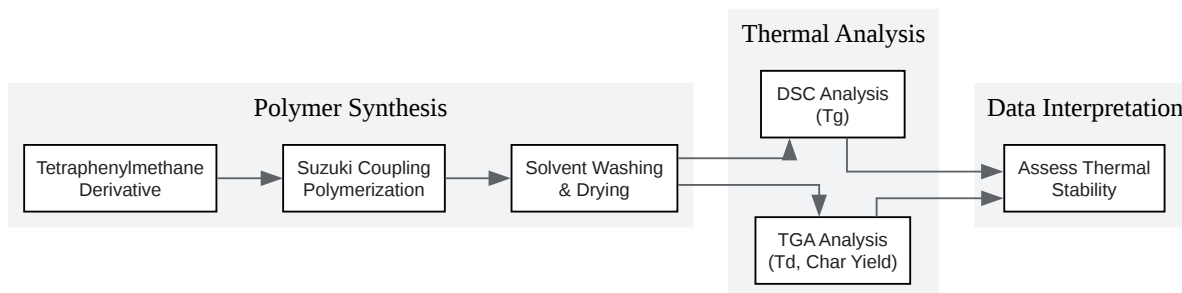 Polymer Synthesis
Tetraphenylmethane
Derivative
Suzuki Coupling
Polymerization
Solvent Washing
& Drying
Thermal Analysis
DSC Analysis
(Tg)
TGA Analysis
(Td, Char Yield)
Data Interpretation
Assess Thermal
Stability